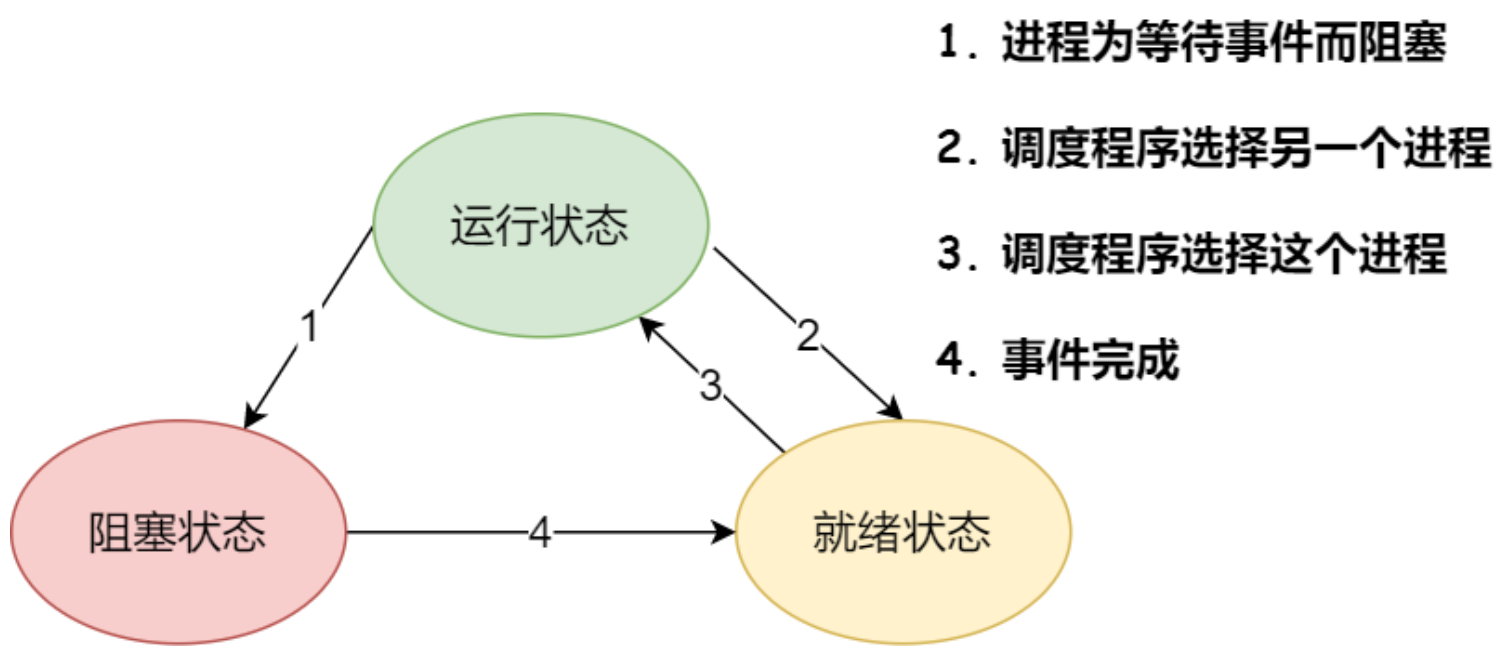 1. 进程为等待事件而阻塞
2. 调度程序选择另一个进程
3. 调度程序选择这个进程
4. 事件完成
运行状态
1
2
3
阻塞状态
4
就绪状态